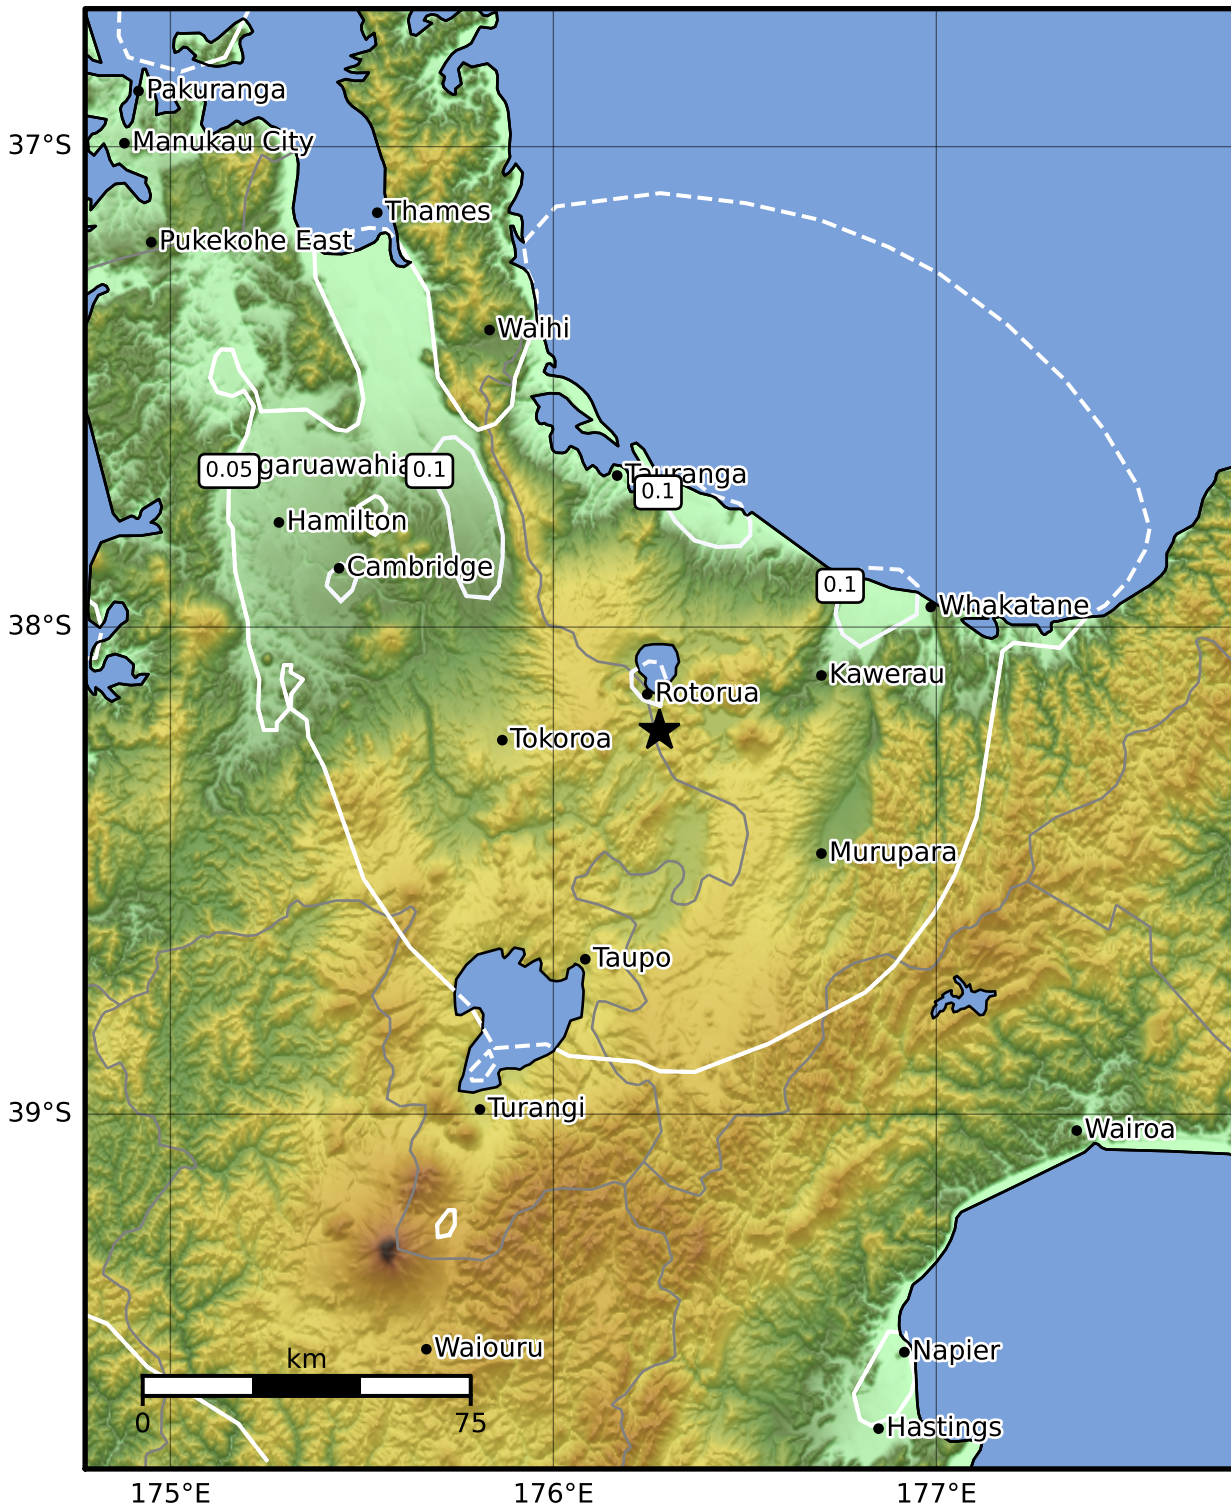 Pakuranga
37°S
Manukau City
Thames
Pukekohe East
Waihi
0.05
garuawahia
0.1
Tauranga
0.1
Hamilton
Cambridge
0.1
Whakatane
38°S
Kawerau
Rotorua
Tokoroa
Murupara
Taupo
39°S
Turangi
Wairoa
Waiouru
Napier
km
0 75
Hastings
175°E 176°E 177°E